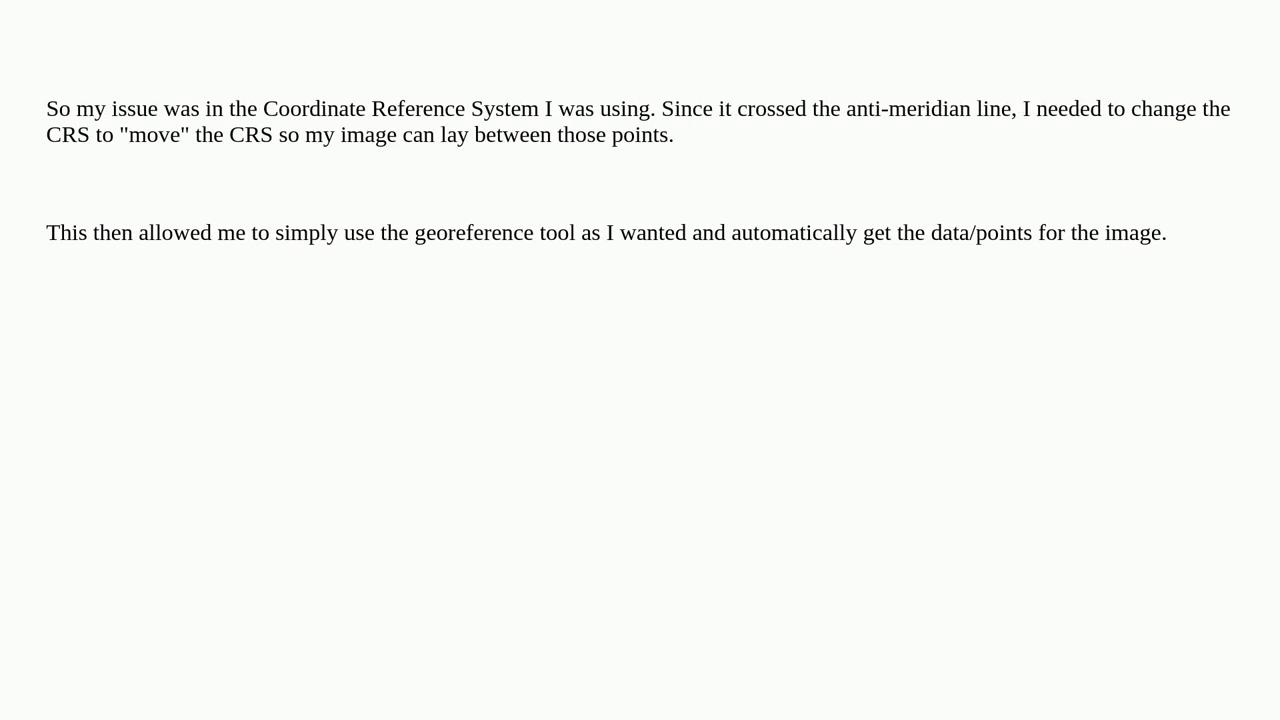 So my issue was in the Coordinate Reference System I was using. Since it crossed the anti-meridian line, I needed to change the
CRS to "move" the CRS so my image can lay between those points.
This then allowed me to simply use the georeference tool as I wanted and automatically get the data/points for the image.